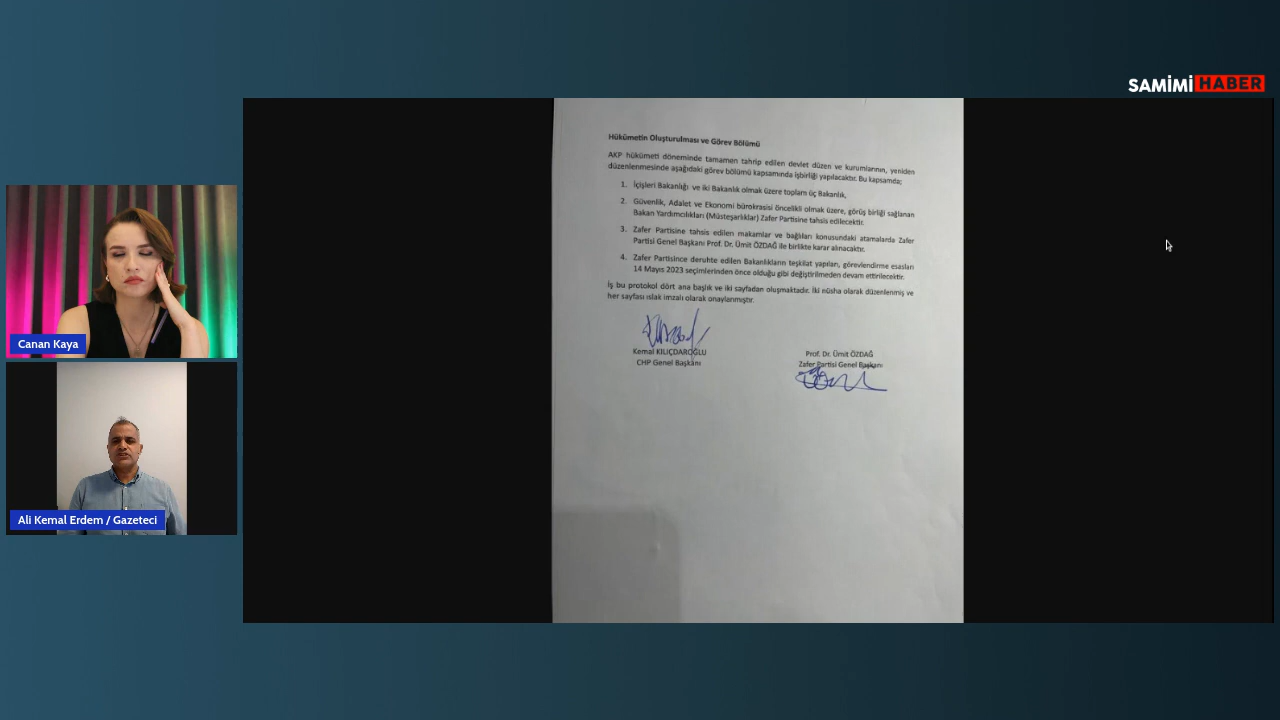 SAMİMİ HABER
Hükümetin Oluşturulması ve Görev Bölümü
AKP hükümeti döneminde tamamen tahrip edilen devlet düzen ve kurumlarının, yeniden
düzenlenmesinde aşağıdaki görev bölümü kapsamında işbirliği yapılacaktır. Bu kapsamda;
1. İçişleri Bakanlığı ve iki Bakanlık olmak üzere toplam üç Bakanlık,
2. Güvenlik, Adalet ve Ekonomi bürokrasisi öncelikli olmak üzere, görüş birliği sağlanan
Bakan Yardımcılıkları (Müsteşarlıklar) Zafer Partisine tahsis edilecektir.
3. Zafer Partisine tahsis edilen makamlar ve bağlıları konusundaki atamalarda Zafer
Partisi Genel Başkanı Prof. Dr. Ümit ÖZDAĞ ile birlikte karar alınacaktır.
4. Zafer Partisince deruhte edilen Bakanlıkların teşkilat yapıları, görevlendirme esasları
14 Mayıs 2023 seçimlerinden önce olduğu gibi değiştirilmeden devam ettirilecektir.
İş bu protokol dört ana başlık ve iki sayfadan oluşmaktadır. İki nüsha olarak düzenlenmiş ve
her sayfası ıslak imzalı olarak onaylanmıştır.
Kemal KILIÇDAROĞLU
CHP Genel Başkanı
Prof. Dr. Ümit ÖZDAĞ
Zafer Partisi Genel Başkanı
Canan Kaya
Ali Kemal Erdem / Gazeteci